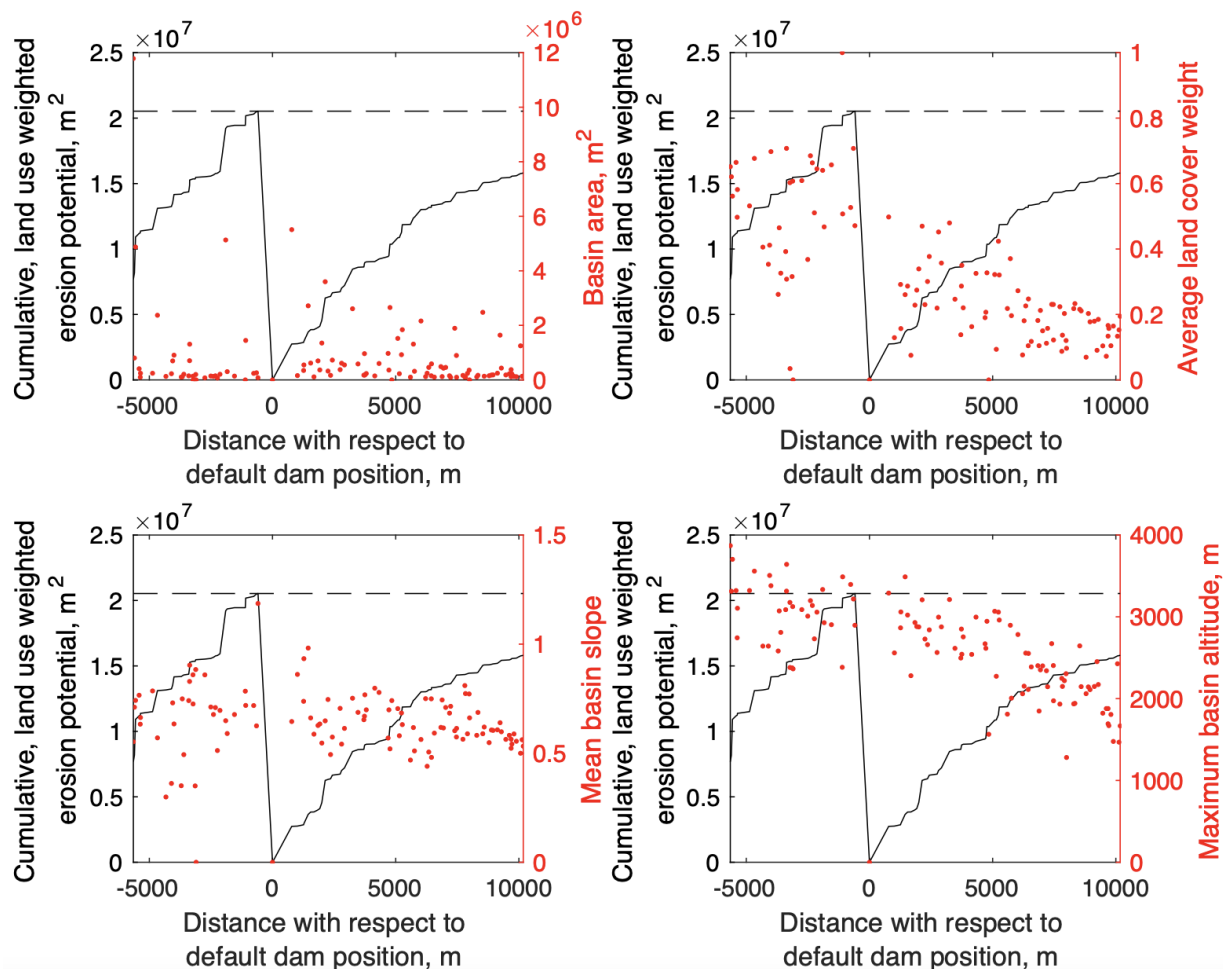 ×10^7
×10^6
2.5
2
1.5
1
0.5
0
Cumulative, land use weighted
erosion potential, m^2
12
10
8
6
4
2
0
Basin area, m^2
-5000 0 5000 10000
Distance with respect to
default dam position, m
×10^7
2.5
2
1.5
1
0.5
0
Cumulative, land use weighted
erosion potential, m^2
1
0.8
0.6
0.4
0.2
0
Average land cover weight
-5000 0 5000 10000
Distance with respect to
default dam position, m
×10^7
2.5
2
1.5
1
0.5
0
Cumulative, land use weighted
erosion potential, m^2
1.5
1
0.5
0
Mean basin slope
-5000 0 5000 10000
Distance with respect to
default dam position, m
×10^7
2.5
2
1.5
1
0.5
0
Cumulative, land use weighted
erosion potential, m^2
4000
3000
2000
1000
0
Maximum basin altitude, m
-5000 0 5000 10000
Distance with respect to
default dam position, m